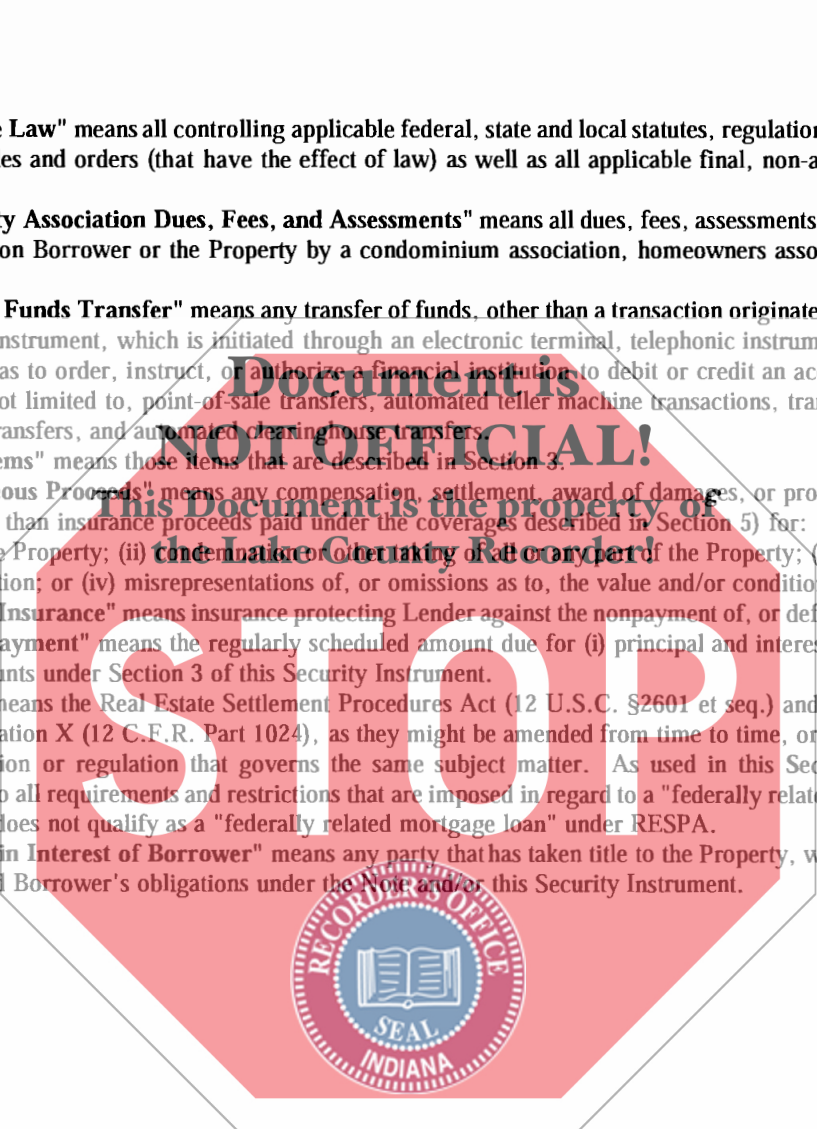 e Law" means all controlling applicable federal, state and local statutes, regulation
es and orders (that have the effect of law) as well as all applicable final, non-a
ty Association Dues, Fees, and Assessments" means all dues, fees, assessments
on Borrower or the Property by a condominium association, homeowners asso
Funds Transfer" means any transfer of funds, other than a transaction originate
nstrument, which is initiated through an electronic terminal, telephonic instrum
as to order, instruct, or authorize a financial institution to debit or credit an ac
ot limited to, point-of-sale transfers, automated teller machine transactions, tra
ansfers, and automated clearinghouse transfers.
ems" means those items that are described in Section 3.
ous Proceeds" means any compensation, settlement, award of damages, or pro
than insurance proceeds paid under the coverages described in Section 5) for:
e Property; (ii) condemnation or other taking of all or any part of the Property; (
tion; or (iv) misrepresentations of, or omissions as to, the value and/or conditio
Insurance" means insurance protecting Lender against the nonpayment of, or def
ayment" means the regularly scheduled amount due for (i) principal and interes
unts under Section 3 of this Security Instrument.
neans the Real Estate Settlement Procedures Act (12 U.S.C. §2601 et seq.) and
ation X (12 C.F.R. Part 1024), as they might be amended from time to time, or
ion or regulation that governs the same subject matter. As used in this Sec
o all requirements and restrictions that are imposed in regard to a "federally relate
does not qualify as a "federally related mortgage loan" under RESPA.
in Interest of Borrower" means any party that has taken title to the Property, w
d Borrower's obligations under the Note and/or this Security Instrument.
Document is
NOT OFFICIAL!
This Document is the property of
the Lake County Recorder!
STOP
RECORDER'S OFFICE
SEAL
INDIANA